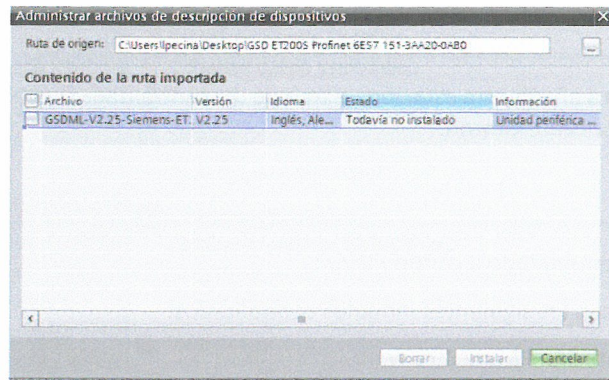 Administrar archivos de descripción de dispositivos
Ruta de origen: C:\Users\lpecina\Desktop\GSD ET200S Profinet 6ES7 151-3AA20-0AB0 ...
Contenido de la ruta importada
Archivo Versión Idioma Estado Información
GSDML-V2.25-Siemens-ET. V2.25 Inglés, Ale... Todavía no instalado Unidad periférica ...
Borrar Instalar Cancelar